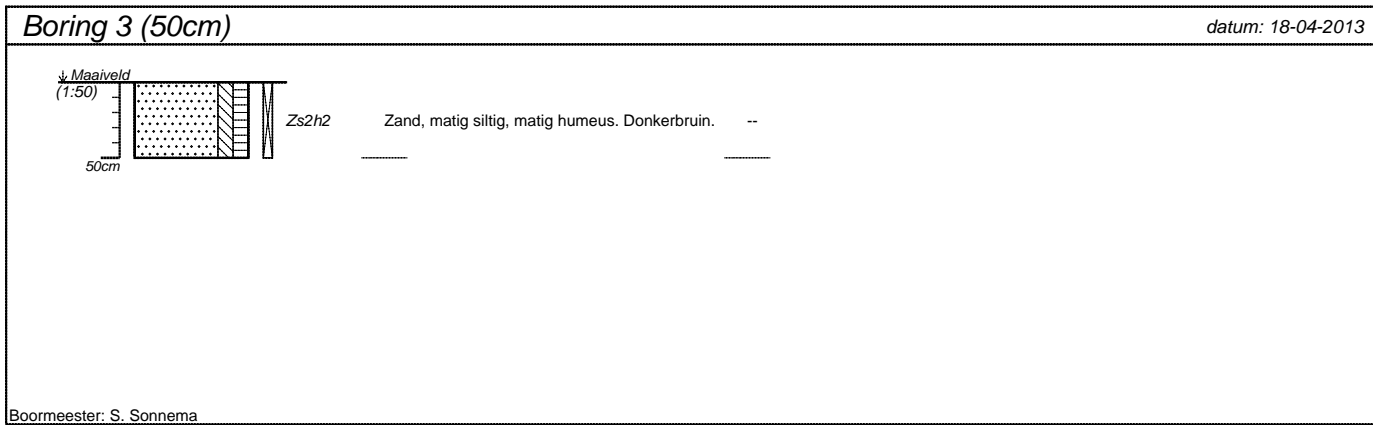 Boring 3 (50cm)
datum: 18-04-2013
Maaiveld
(1:50)
Zs2h2
Zand, matig siltig, matig humeus. Donkerbruin.
--
50cm
Boormeester: S. Sonnema